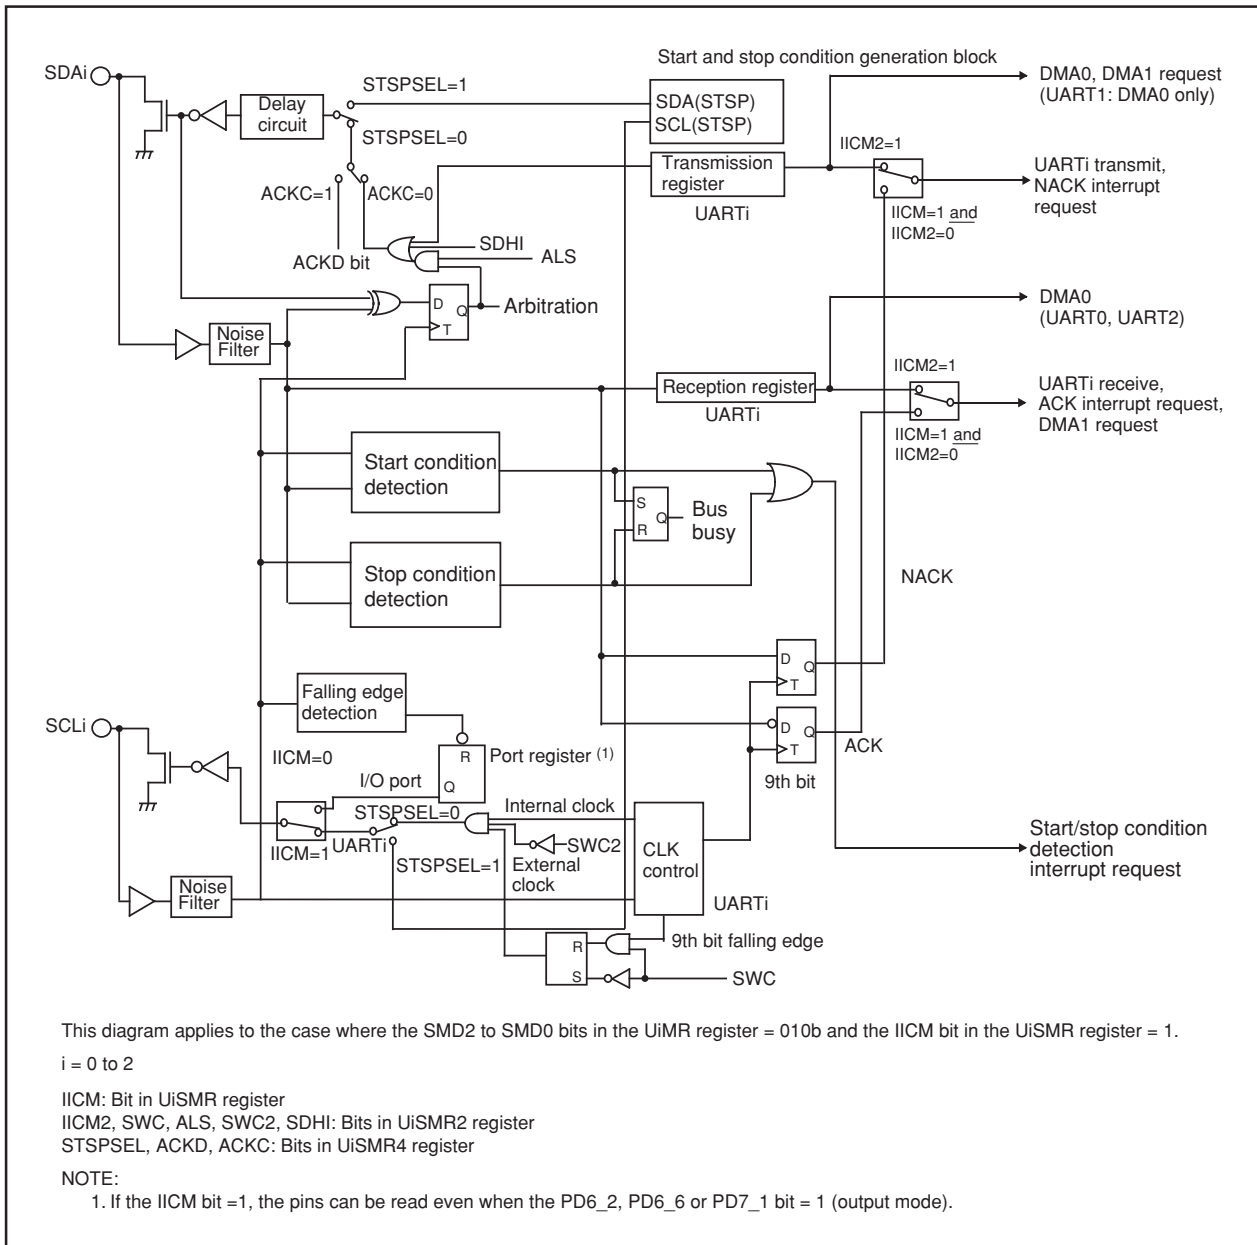 Start and stop condition generation block
SDAi
STSPSEL=1
DMA0, DMA1 request
(UART1: DMA0 only)
Delay
circuit
SDA(STSP)
SCL(STSP)
STSPSEL=0
IICM2=1
Transmission
register
UARTi transmit,
NACK interrupt
request
ACKC=1
ACKC=0
UARTi
IICM=1 and
IICM2=0
SDHI
ALS
ACKD bit
D
Q
T
Arbitration
DMA0
(UART0, UART2)
Noise
Filter
IICM2=1
Reception register
UARTi
UARTi receive,
ACK interrupt request,
DMA1 request
IICM=1 and
IICM2=0
Start condition
detection
S
Q
R
Bus
busy
Stop condition
detection
NACK
D
Q
T
Falling edge
detection
SCLi
D
Q
T
ACK
9th bit
R
Q
Port register (1)
IICM=0
I/O port
STSPSEL=0
Internal clock
IICM=1
UARTi
SWC2
STSPSEL=1
External
clock
CLK
control
Start/stop condition
detection
interrupt request
Noise
Filter
UARTi
R
S
9th bit falling edge
SWC
This diagram applies to the case where the SMD2 to SMD0 bits in the UiMR register = 010b and the IICM bit in the UiSMR register = 1.
i = 0 to 2
IICM: Bit in UiSMR register
IICM2, SWC, ALS, SWC2, SDHI: Bits in UiSMR2 register
STSPSEL, ACKD, ACKC: Bits in UiSMR4 register
NOTE:
1. If the IICM bit =1, the pins can be read even when the PD6_2, PD6_6 or PD7_1 bit = 1 (output mode).